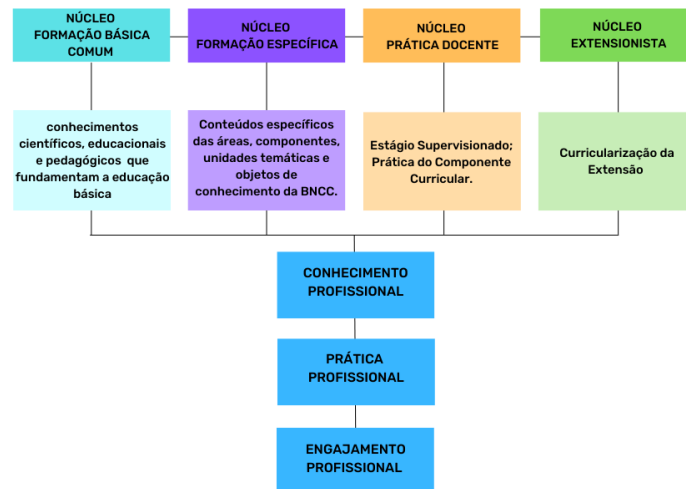 NÚCLEO
FORMAÇÃO BÁSICA
COMUM
NÚCLEO
FORMAÇÃO ESPECÍFICA
NÚCLEO
PRÁTICA DOCENTE
NÚCLEO
EXTENSIONISTA
conhecimentos
científicos, educacionais
e pedagógicos que
fundamentam a educação
básica
Conteúdos específicos
das áreas, componentes,
unidades temáticas e
objetos de
conhecimento da BNCC.
Estágio Supervisionado;
Prática do Componente
Curricular.
Curricularização da
Extensão
CONHECIMENTO
PROFISSIONAL
PRÁTICA
PROFISSIONAL
ENGAJAMENTO
PROFISSIONAL